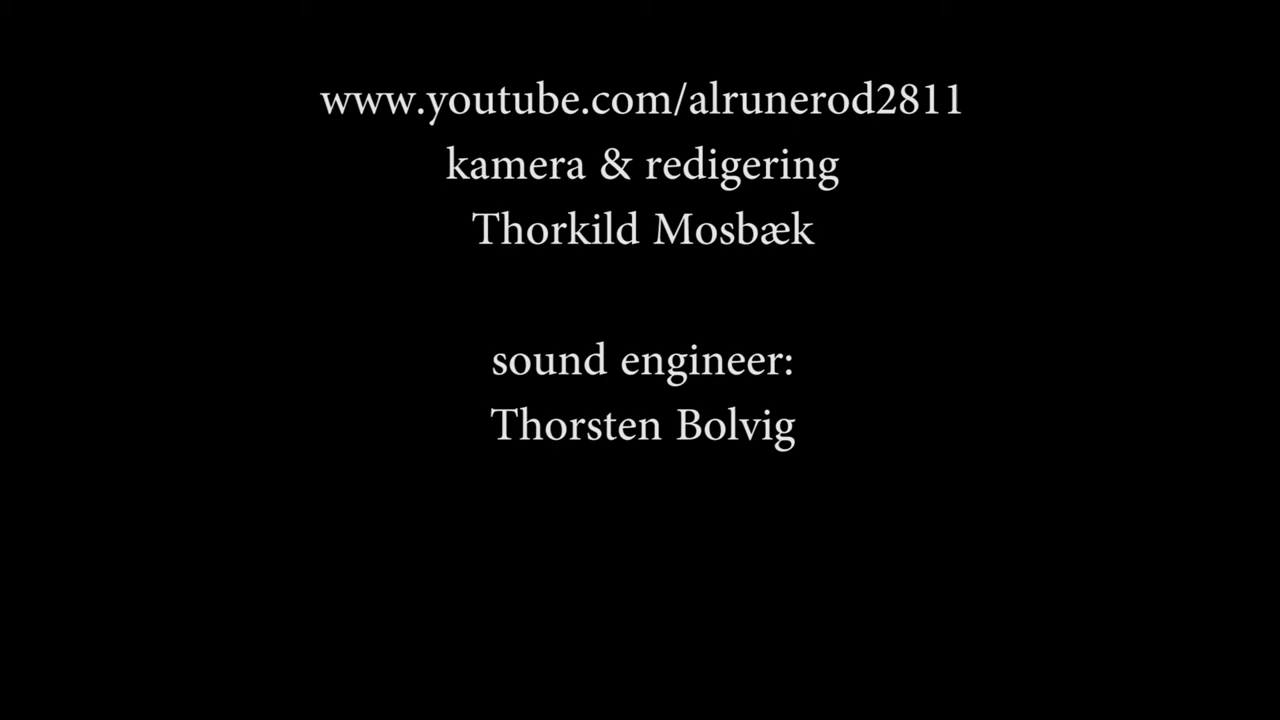 www.youtube.com/alrunerod2811
kamera & redigering
Thorkild Mosbæk
sound engineer:
Thorsten Bolvig